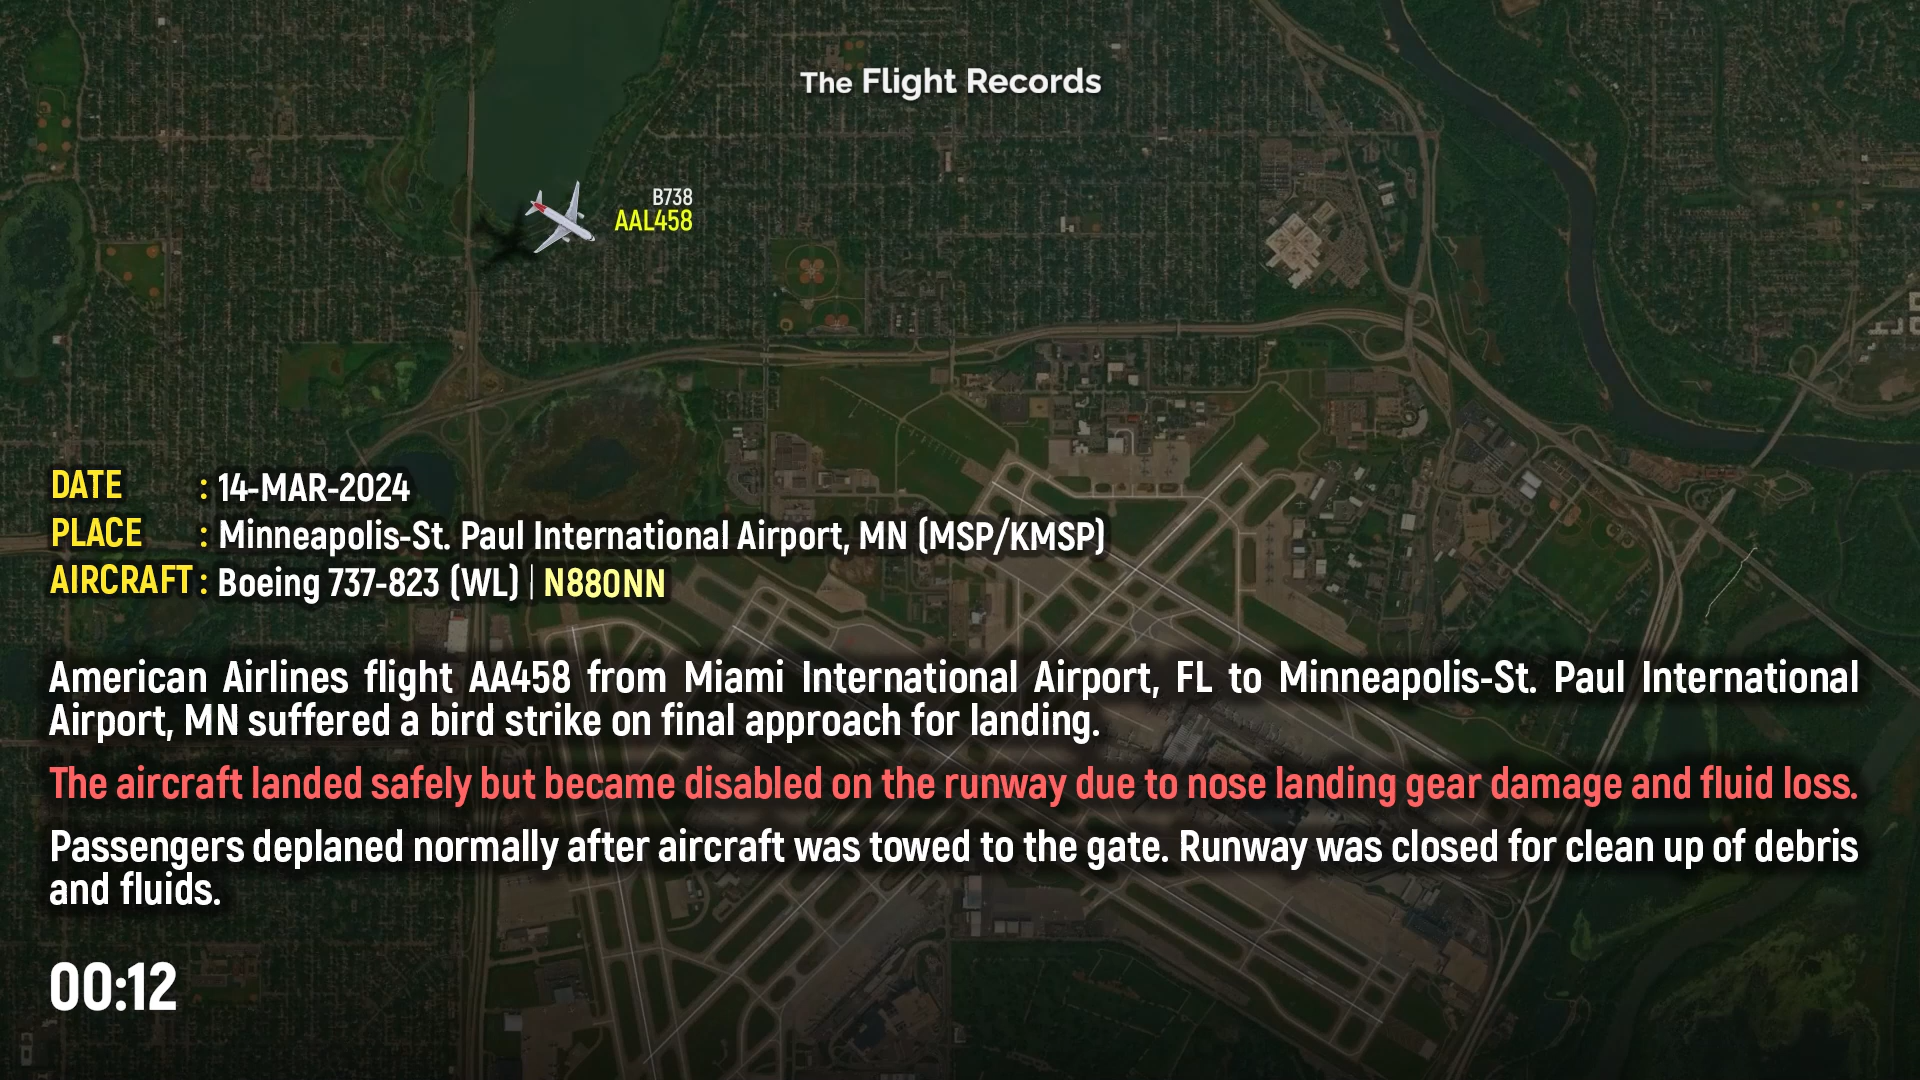 The Flight Records
B738
AAL458
DATE : 14-MAR-2024
PLACE : Minneapolis-St. Paul International Airport, MN (MSP/KMSP)
AIRCRAFT : Boeing 737-823 (WL) | N880NN
American Airlines flight AA458 from Miami International Airport, FL to Minneapolis-St. Paul International
Airport, MN suffered a bird strike on final approach for landing.
The aircraft landed safely but became disabled on the runway due to nose landing gear damage and fluid loss.
Passengers deplaned normally after aircraft was towed to the gate. Runway was closed for clean up of debris
and fluids.
00:12